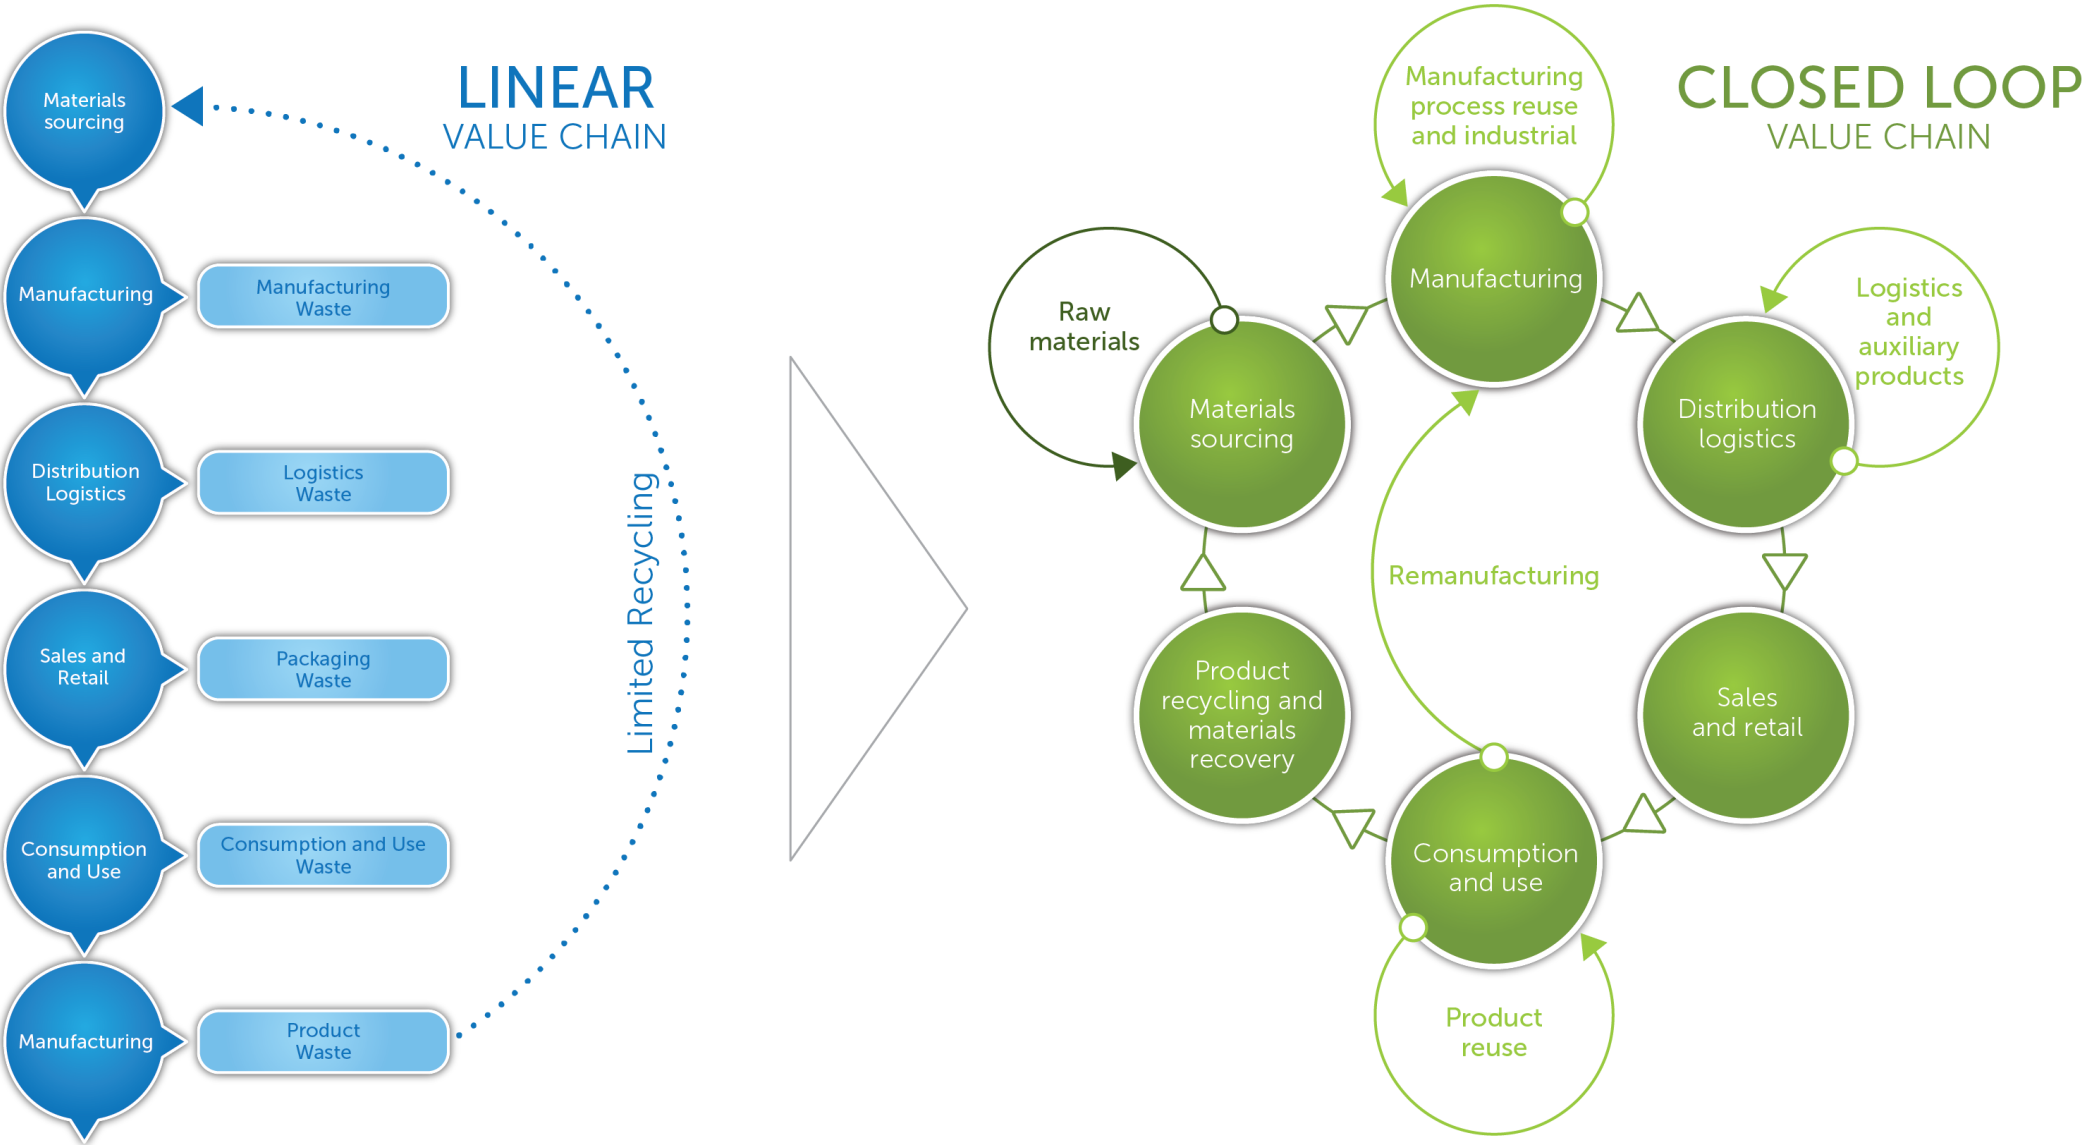 LINEAR
VALUE CHAIN
Materials
sourcing
Manufacturing
Manufacturing
Waste
Distribution
Logistics
Logistics
Waste
Sales and
Retail
Packaging
Waste
Consumption
and Use
Consumption and Use
Waste
Manufacturing
Product
Waste
Limited Recycling
CLOSED LOOP
VALUE CHAIN
Manufacturing
process reuse
and industrial
Manufacturing
Raw
materials
Materials
sourcing
Logistics
and
auxiliary
products
Distribution
logistics
Remanufacturing
Product
recycling and
materials
recovery
Sales
and retail
Consumption
and use
Product
reuse